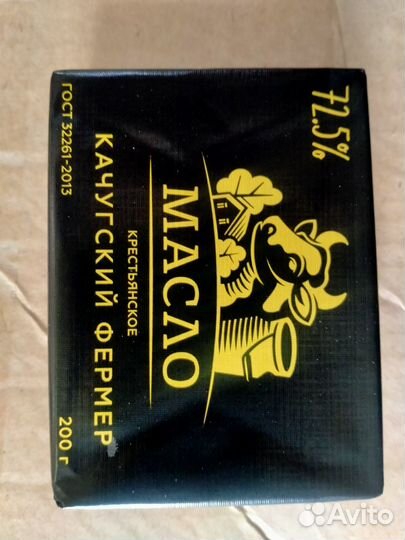 72.5%
МАСЛО
КРЕСТЬЯНСКОЕ
КАЧУГСКИЙ ФЕРМЕР
ГОСТ 32261-2013
200 г
Avito